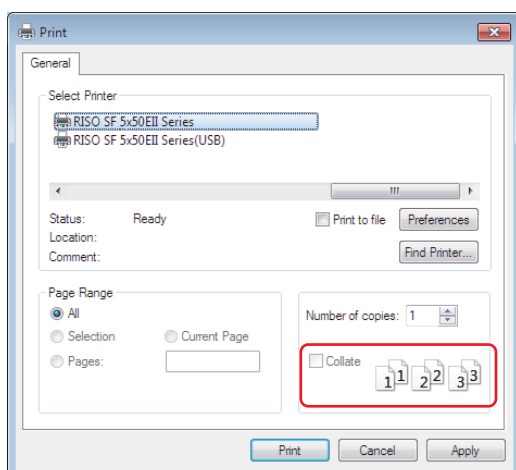 Print
General
Select Printer
RISO SF 5x50EII Series
RISO SF 5x50EII Series(USB)
Status: Ready
Print to file
Preferences
Location:
Comment:
Find Printer...
Page Range
All
Selection
Current Page
Pages:
Number of copies: 1
Collate
1 1 2 2 3 3
Print
Cancel
Apply